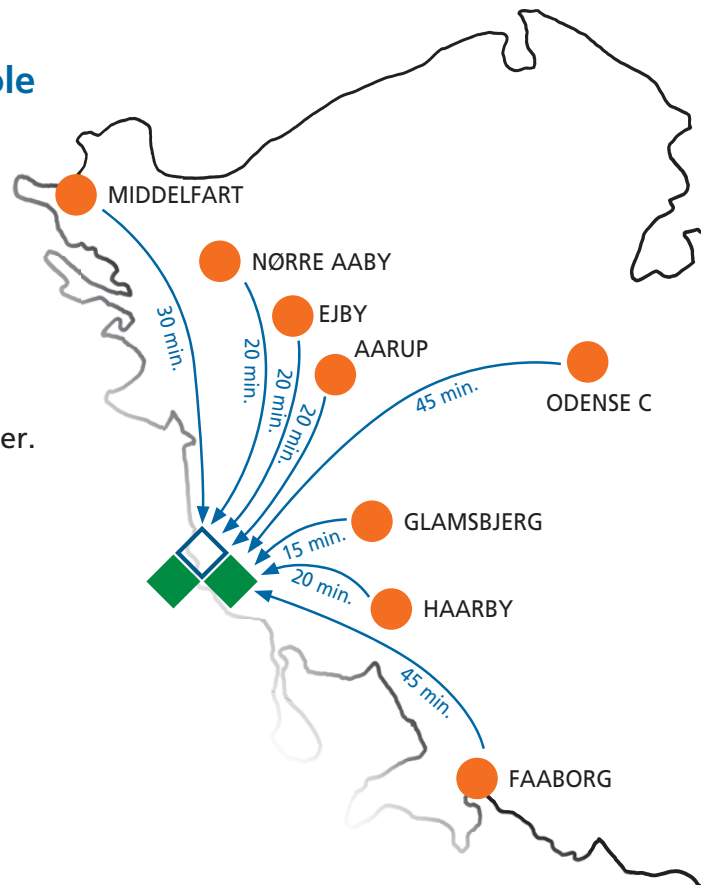 MIDDELFART
NØRRE AABY
EJBY
AARUP
30 min.
20 min.
20 min.
20 min.
45 min.
ODENSE C
er.
GLAMSBJERG
15 min.
20 min.
HAARBY
45 min.
FAABORG